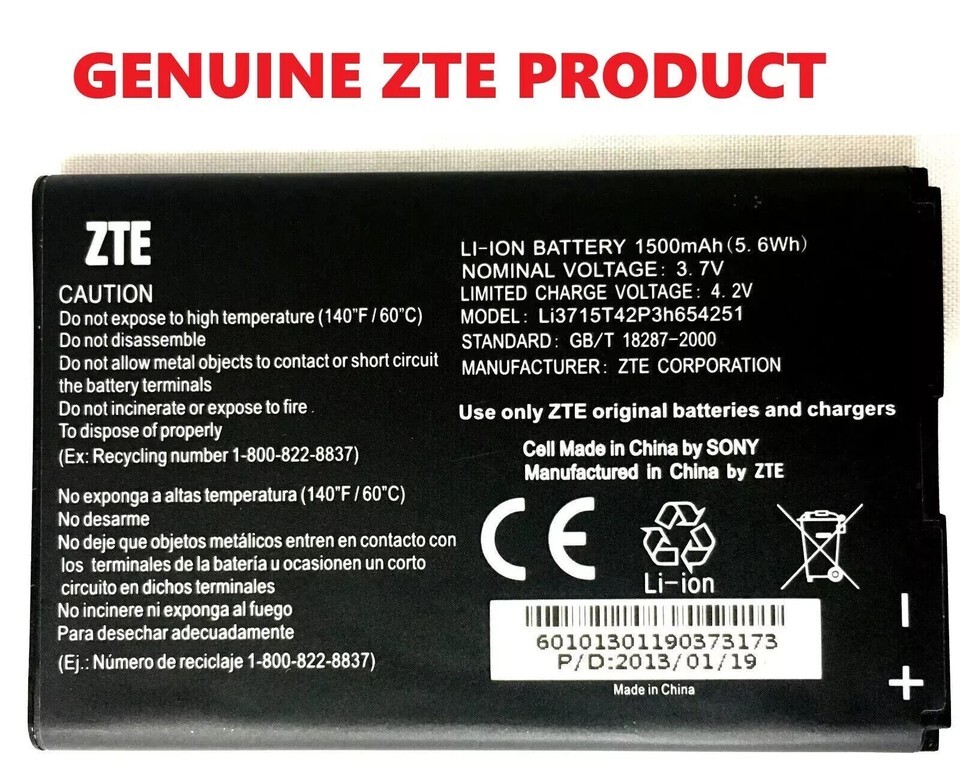 GENUINE ZTE PRODUCT
ZTE
CAUTION
Do not expose to high temperature (140"F / 60"C)
Do not disassemble
Do not allow metal objects to contact or short circuit
the battery terminals
Do not incinerate or expose to fire .
To dispose of properly
(Ex: Recycling number 1-800-822-8837)
No exponga a altas temperatura (140"F / 60"C)
No desarme
No deje que objetos metálicos entren en contacto con
los terminales de la batería u ocasionen un corto
circuito en dichos terminales
No incinere ni exponga al fuego
Para desechar adecuadamente
(Ej.: Número de reciclaje 1-800-822-8837)
LI-ION BATTERY 1500mAh (5. 6Wh)
NOMINAL VOLTAGE: 3. 7V
LIMITED CHARGE VOLTAGE: 4. 2V
MODEL: Li3715T42P3h654251
STANDARD: GB/T 18287-2000
MANUFACTURER: ZTE CORPORATION
Use only ZTE original batteries and chargers
Cell Made in China by SONY
Manufactured in China by ZTE
CE
Li-ion
60101301190373173
P/D:2013/01/19
Made in China
–
+